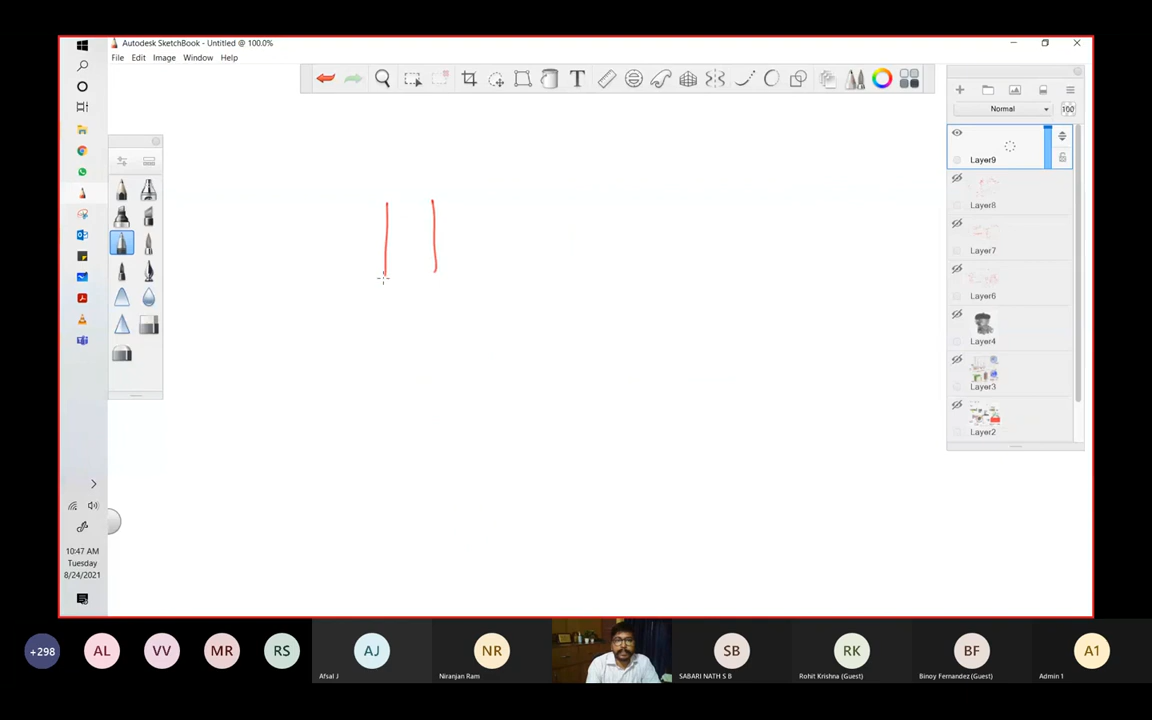 Autodesk SketchBook - Untitled @ 100.0%
File Edit Image Window Help
T
Normal 100
Layer9
Layer8
Layer7
Layer6
Layer4
Layer3
Layer2
10:47 AM
Tuesday
8/24/2021
+298 AL VV MR RS AJ NR SB RK BF A1
Afsal J Niranjan Ram SABARI NATH S B Rohit Krishna (Guest) Binoy Fernandez (Guest) Admin 1